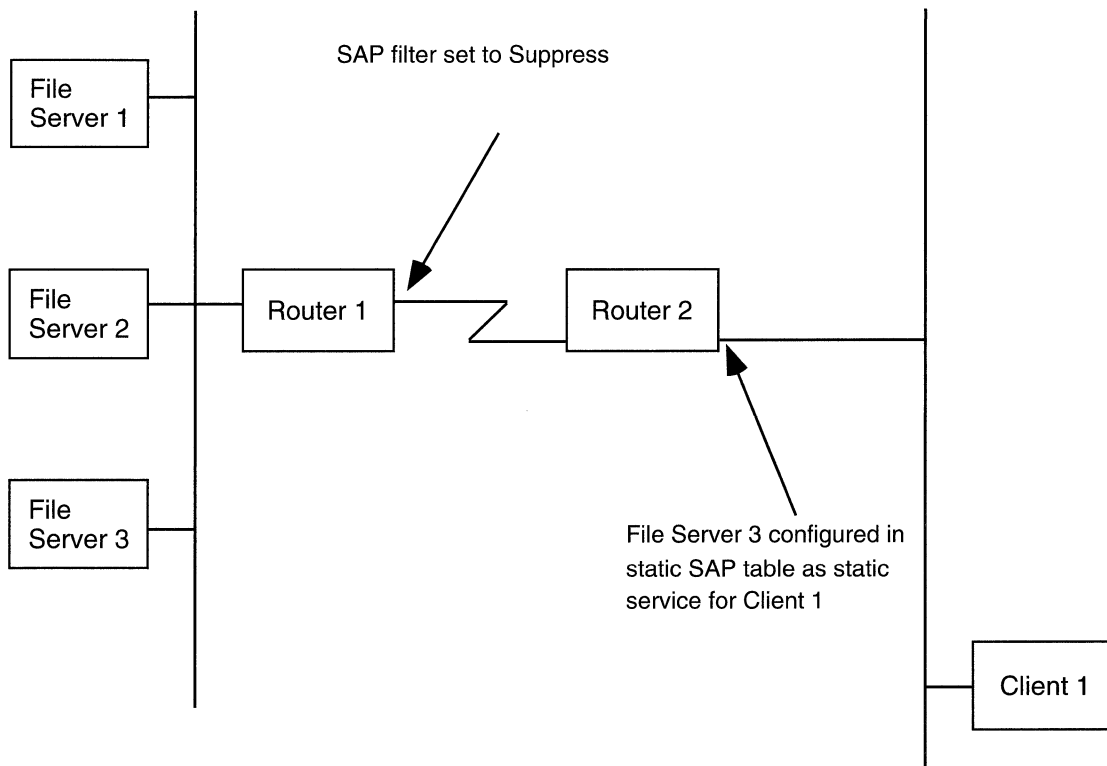 SAP filter set to Suppress
File
Server 1
File
Server 2
Router 1
Router 2
File
Server 3
File Server 3 configured in
static SAP table as static
service for Client 1
Client 1